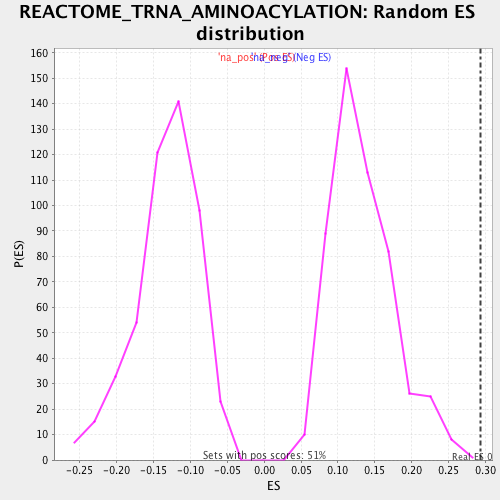 REACTOME_TRNA_AMINOACYLATION: Random ES
distribution
'na_pos' (Pos ES)
'na_neg' (Neg ES)
P(ES)
160
150
140
130
120
110
100
90
80
70
60
50
40
30
20
10
0
Sets with pos scores: 51%
Real ES 0
-0.25 -0.20 -0.15 -0.10 -0.05 0.00 0.05 0.10 0.15 0.20 0.25 0.30
ES